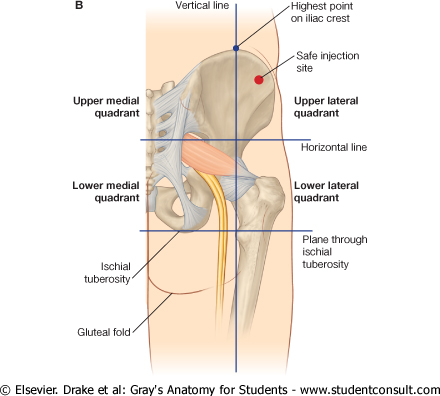 B
Vertical line
Highest point
on iliac crest
Safe injection
site
Upper medial
quadrant
Upper lateral
quadrant
Horizontal line
Lower medial
quadrant
Lower lateral
quadrant
Plane through
ischial
tuberosity
Ischial
tuberosity
Gluteal fold
© Elsevier. Drake et al: Gray's Anatomy for Students - www.studentconsult.com